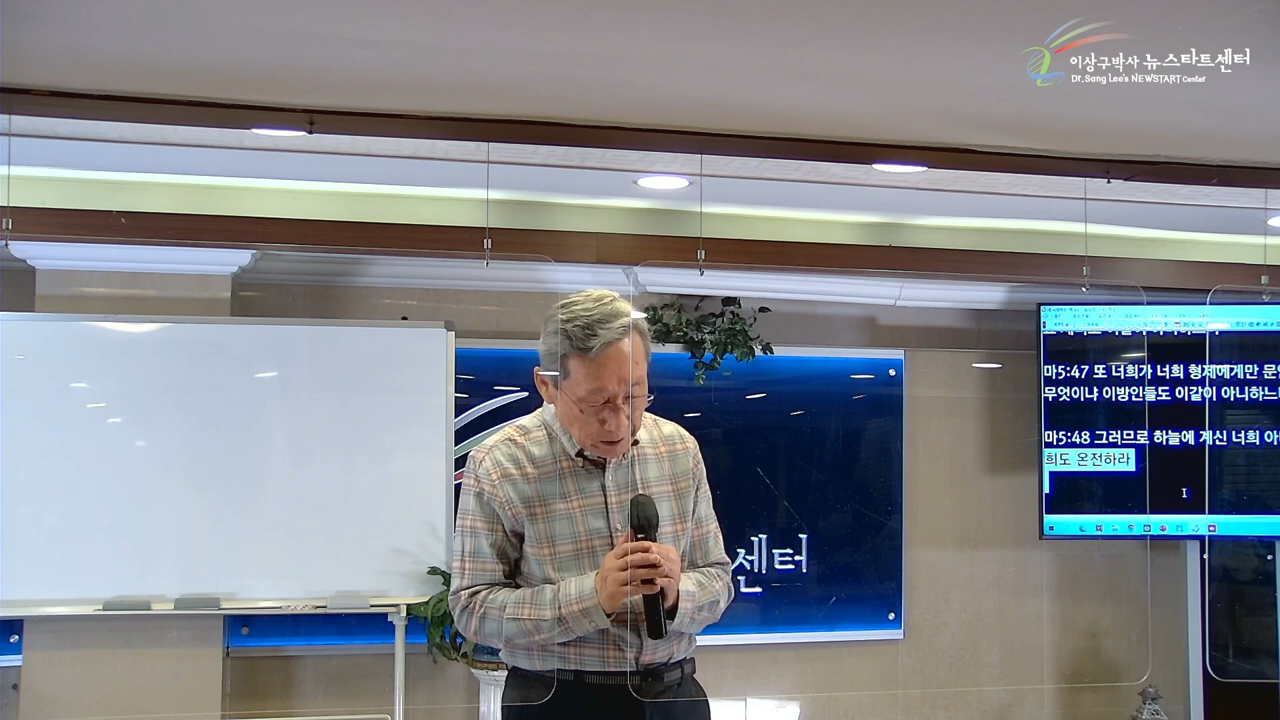 이상구박사 뉴스타트센터
Dr. Sang Lee's NEWSTART Center
마5:47 또 너희가 너희 형제에게만 문
무엇이냐 이방인들도 이같이 아니하느
마5:48 그러므로 하늘에 계신 너희 아
희도 온전하라
센터